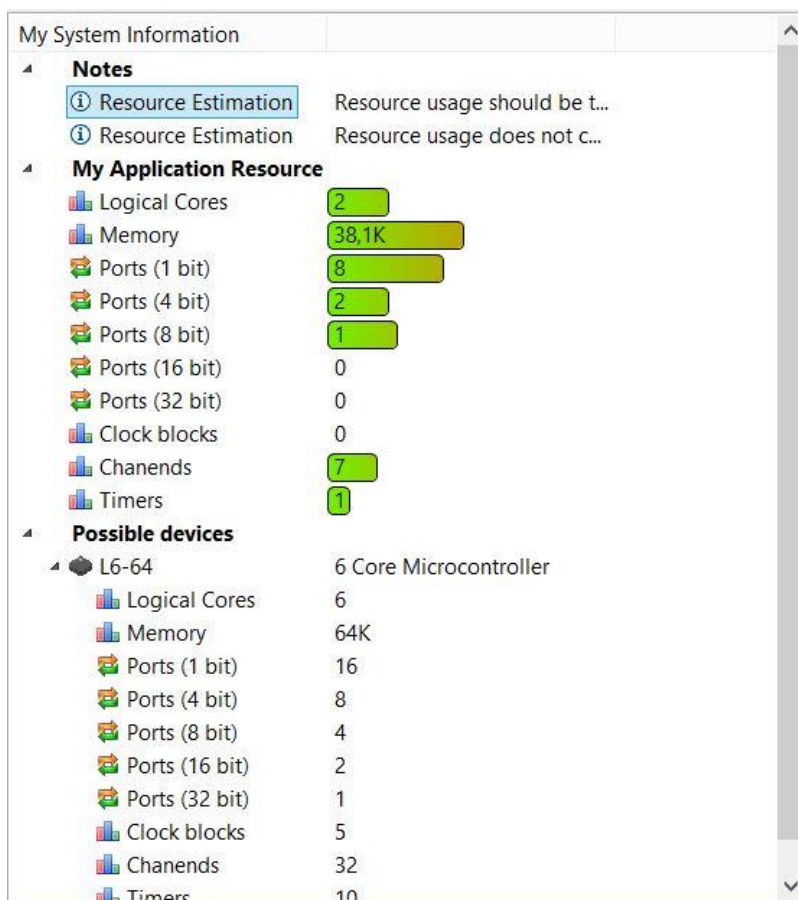 My System Information
Notes
Resource Estimation Resource usage should be t...
Resource Estimation Resource usage does not c...
My Application Resource
Logical Cores 2
Memory 38,1K
Ports (1 bit) 8
Ports (4 bit) 2
Ports (8 bit) 1
Ports (16 bit) 0
Ports (32 bit) 0
Clock blocks 0
Chanends 7
Timers 1
Possible devices
L6-64 6 Core Microcontroller
Logical Cores 6
Memory 64K
Ports (1 bit) 16
Ports (4 bit) 8
Ports (8 bit) 4
Ports (16 bit) 2
Ports (32 bit) 1
Clock blocks 5
Chanends 32
Timers 10